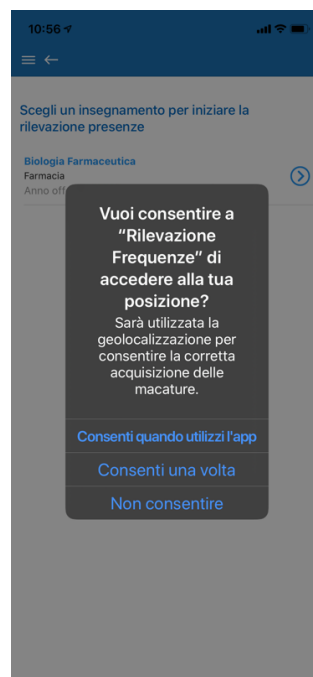 10:56
Scegli un insegnamento per iniziare la
rilevazione presenze
Biologia Farmaceutica
Farmacia
Anno off
Vuoi consentire a
“Rilevazione
Frequenze” di
accedere alla tua
posizione?
Sarà utilizzata la
geolocalizzazione per
consentire la corretta
acquisizione delle
macature.
Consenti quando utilizzi l'app
Consenti una volta
Non consentire